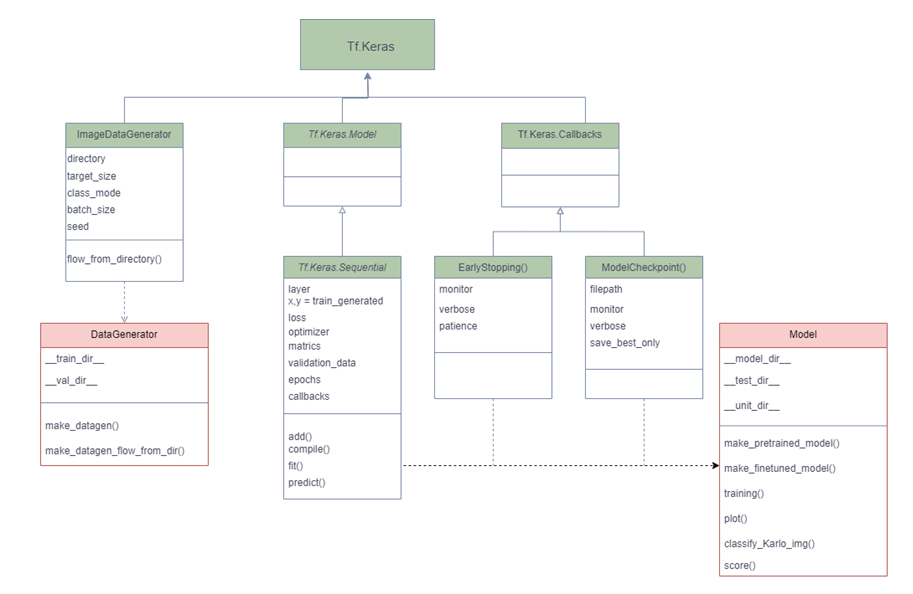 Tf.Keras
ImageDataGenerator
directory
target_size
class_mode
batch_size
seed
flow_from_directory()
Tf.Keras.Model
Tf.Keras.Callbacks
Tf.Keras.Sequential
layer
x,y = train_generated
loss
optimizer
matrics
validation_data
epochs
callbacks
add()
compile()
fit()
predict()
EarlyStopping()
monitor
verbose
patience
ModelCheckpoint()
filepath
monitor
verbose
save_best_only
DataGenerator
__train_dir__
__val_dir__
make_datagen()
make_datagen_flow_from_dir()
Model
__model_dir__
__test_dir__
__unit_dir__
make_pretrained_model()
make_finetuned_model()
training()
plot()
classify_Karlo_img()
score()